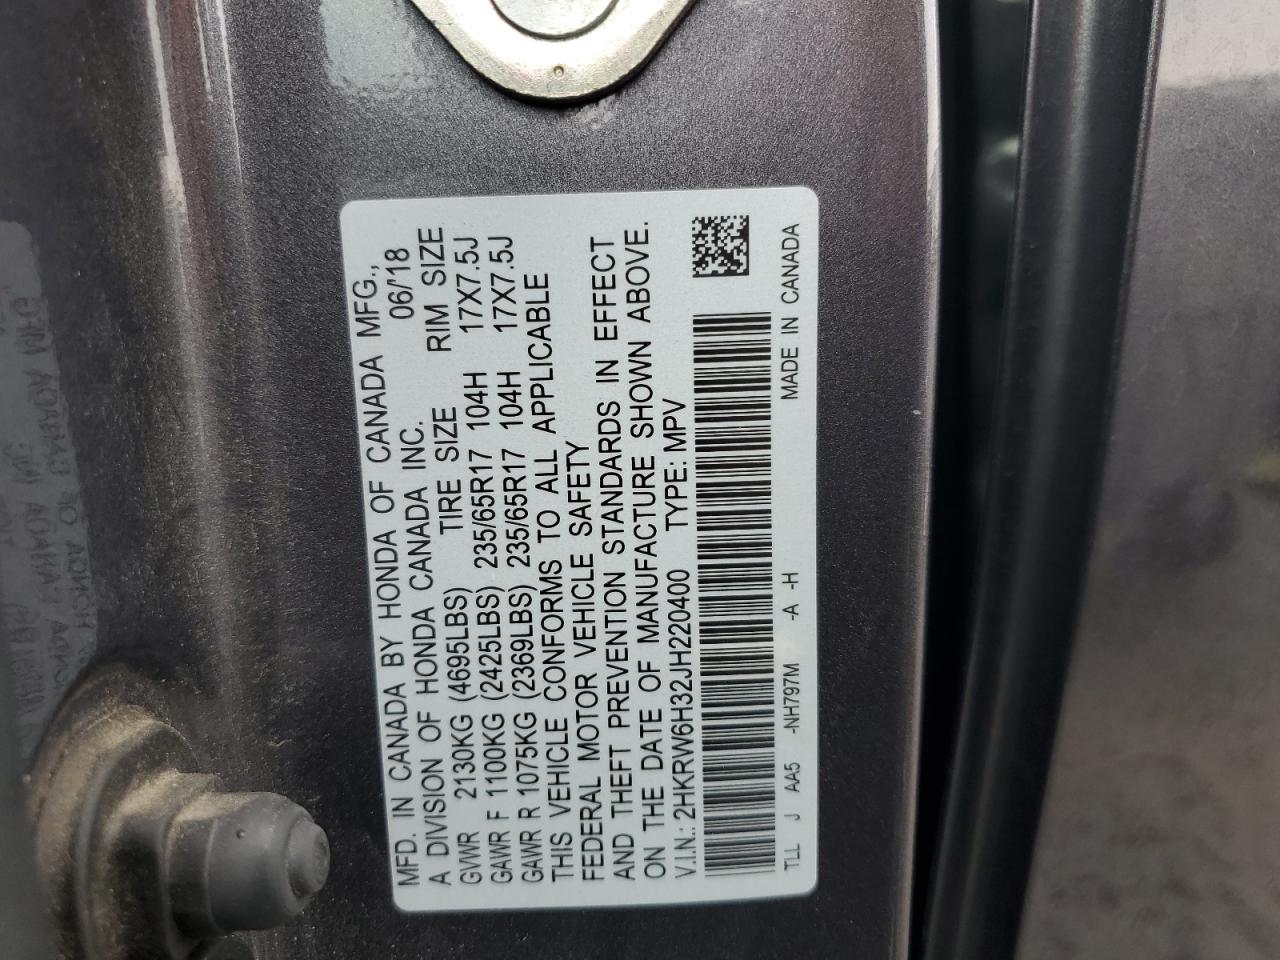 MFD. IN CANADA BY HONDA OF CANADA MFG.,
A DIVISION OF HONDA CANADA INC. 06/'18
GVWR 2130KG (4695LBS) TIRE SIZE RIM SIZE
GAWR F 1100KG (2425LBS) 235/65R17 104H 17X7.5J
GAWR R 1075KG (2369LBS) 235/65R17 104H 17X7.5J
THIS VEHICLE CONFORMS TO ALL APPLICABLE
FEDERAL MOTOR VEHICLE SAFETY
AND THEFT PREVENTION STANDARDS IN EFFECT
ON THE DATE OF MANUFACTURE SHOWN ABOVE.
V.I.N.: 2HKRW6H32JH220400 TYPE: MPV
TLL J AA5 -NH797M -A -H MADE IN CANADA